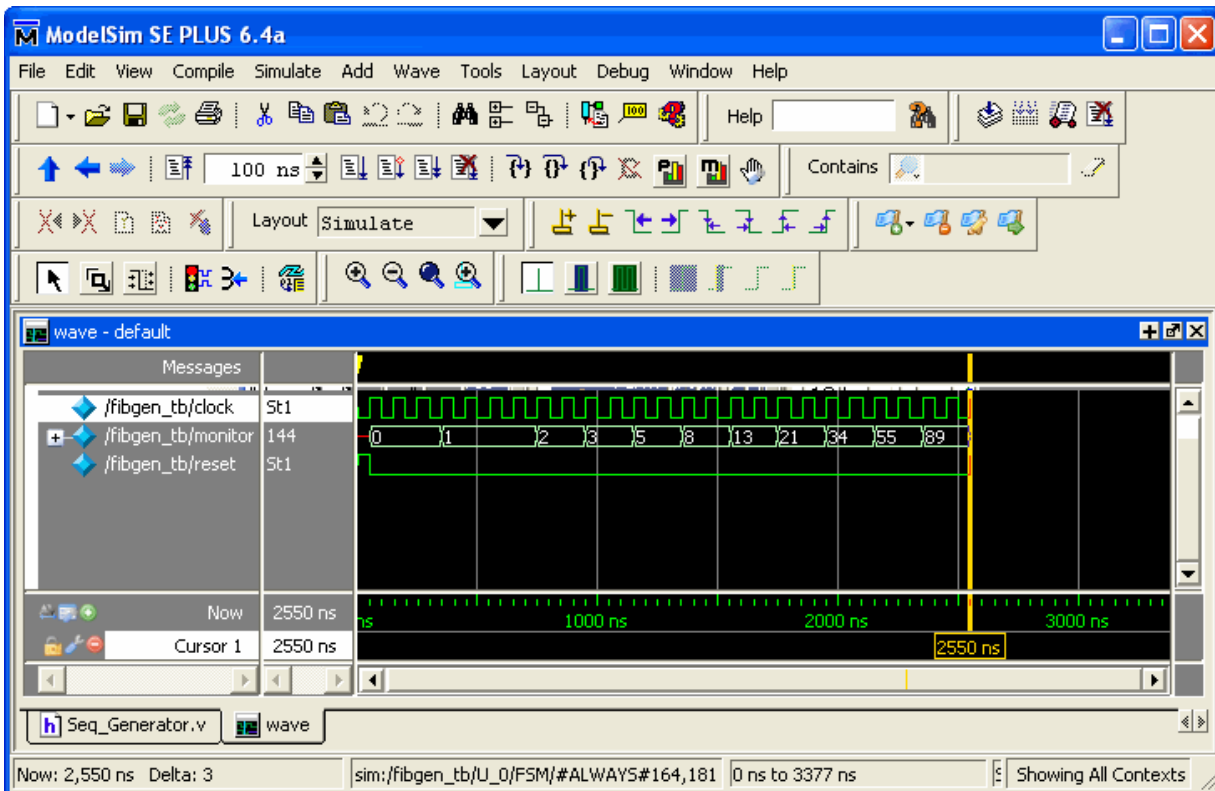 ModelSim SE PLUS 6.4a
File Edit View Compile Simulate Add Wave Tools Layout Debug Window Help
Help
100 ns Contains
Layout Simulate
wave - default
Messages
/fibgen_tb/clock St1
/fibgen_tb/monitor 144 0 1 2 3 5 8 13 21 34 55 89
/fibgen_tb/reset St1
Now 2550 ns ns 1000 ns 2000 ns 3000 ns
Cursor 1 2550 ns 2550 ns
Seq_Generator.v wave
Now: 2,550 ns Delta: 3 sim:/fibgen_tb/U_0/FSM/#ALWAYS#164,181 0 ns to 3377 ns Showing All Contexts